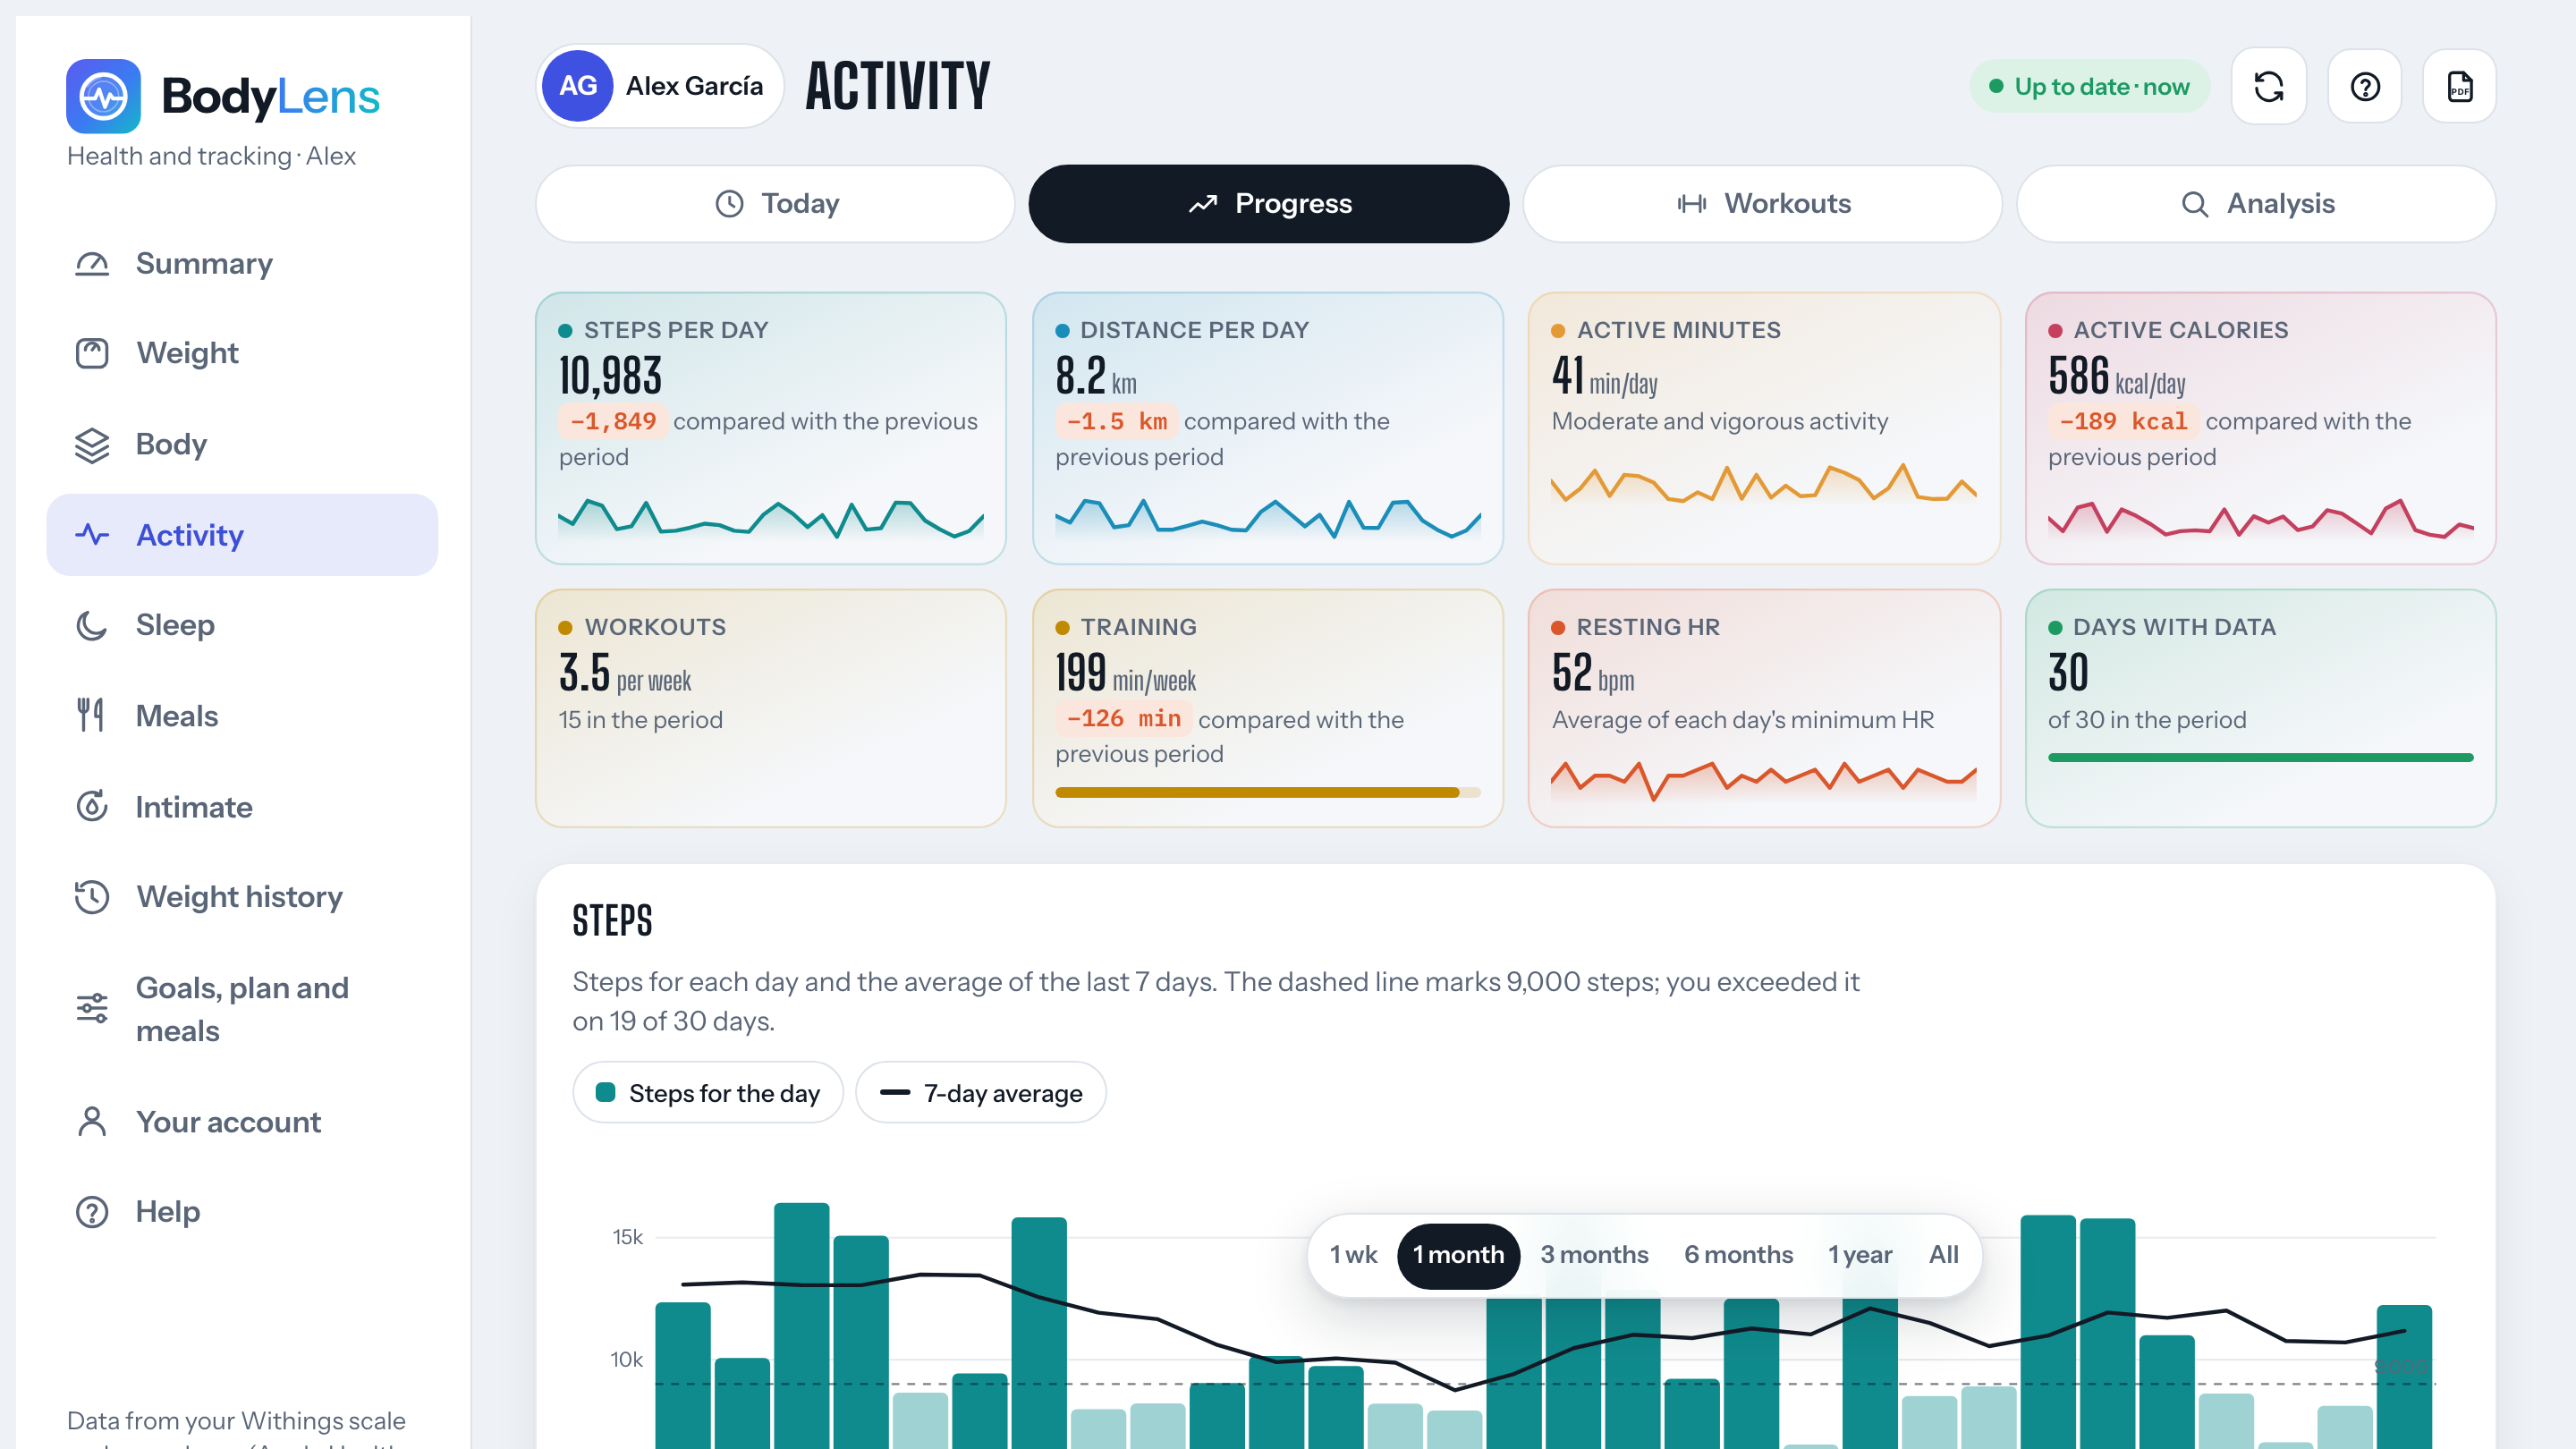 BodyLens
Health and tracking · Alex
Summary
Weight
Body
Activity
Sleep
Meals
Intimate
Weight history
Goals, plan and
meals
Your account
Help
Data from your Withings scale
AG Alex García
ACTIVITY
Up to date · now
PDF
Today
Progress
Workouts
Analysis
STEPS PER DAY
10,983
−1,849 compared with the previous
period
DISTANCE PER DAY
8.2 km
−1.5 km compared with the
previous period
ACTIVE MINUTES
41 min/day
Moderate and vigorous activity
ACTIVE CALORIES
586 kcal/day
−189 kcal compared with the
previous period
WORKOUTS
3.5 per week
15 in the period
TRAINING
199 min/week
−126 min compared with the
previous period
RESTING HR
52 bpm
Average of each day's minimum HR
DAYS WITH DATA
30
of 30 in the period
STEPS
Steps for each day and the average of the last 7 days. The dashed line marks 9,000 steps; you exceeded it
on 19 of 30 days.
Steps for the day
7-day average
15k
10k
9000
1 wk
1 month
3 months
6 months
1 year
All